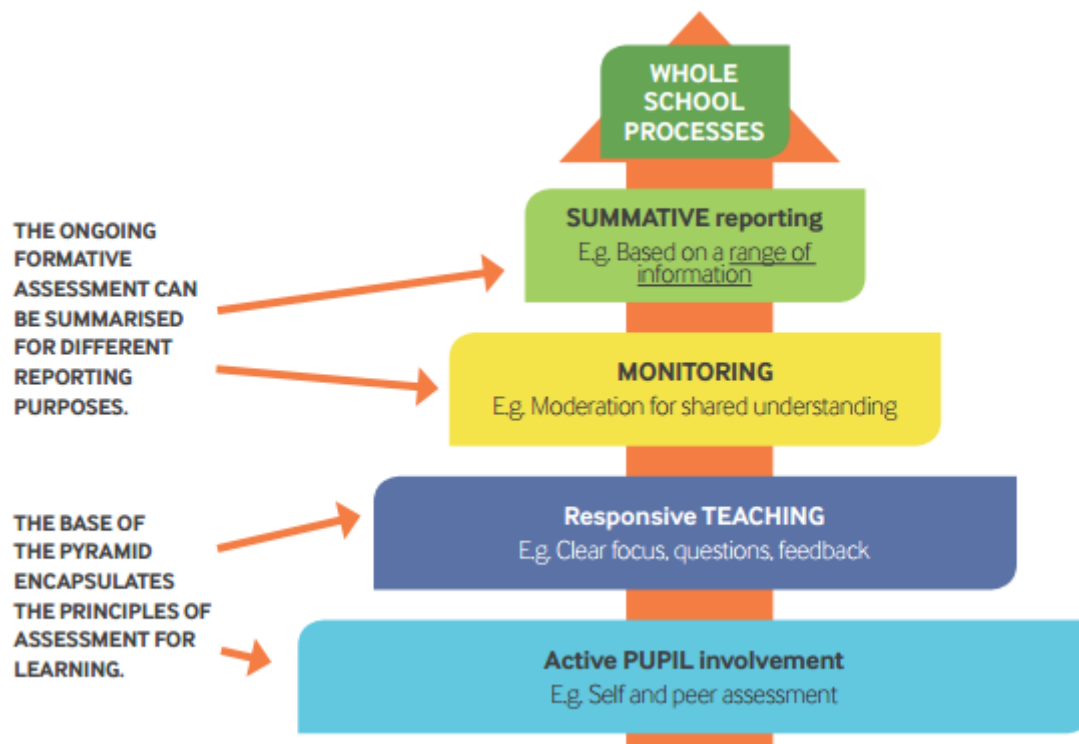 WHOLE
SCHOOL
PROCESSES
SUMMATIVE reporting
E.g. Based on a range of
information
THE ONGOING
FORMATIVE
ASSESSMENT CAN
BE SUMMARISED
FOR DIFFERENT
REPORTING
PURPOSES.
MONITORING
E.g. Moderation for shared understanding
Responsive TEACHING
E.g. Clear focus, questions, feedback
THE BASE OF
THE PYRAMID
ENCAPSULATES
THE PRINCIPLES OF
ASSESSMENT FOR
LEARNING.
Active PUPIL involvement
E.g. Self and peer assessment